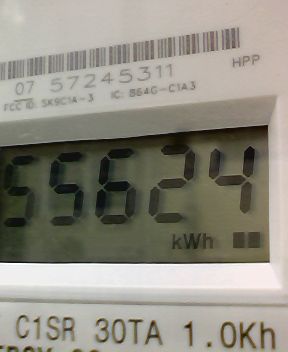 07 57245311
HPP
FCC ID: SK9C1A-3 IC: 864G-C1A3
55624
kWh
C1SR 30TA 1.0Kh